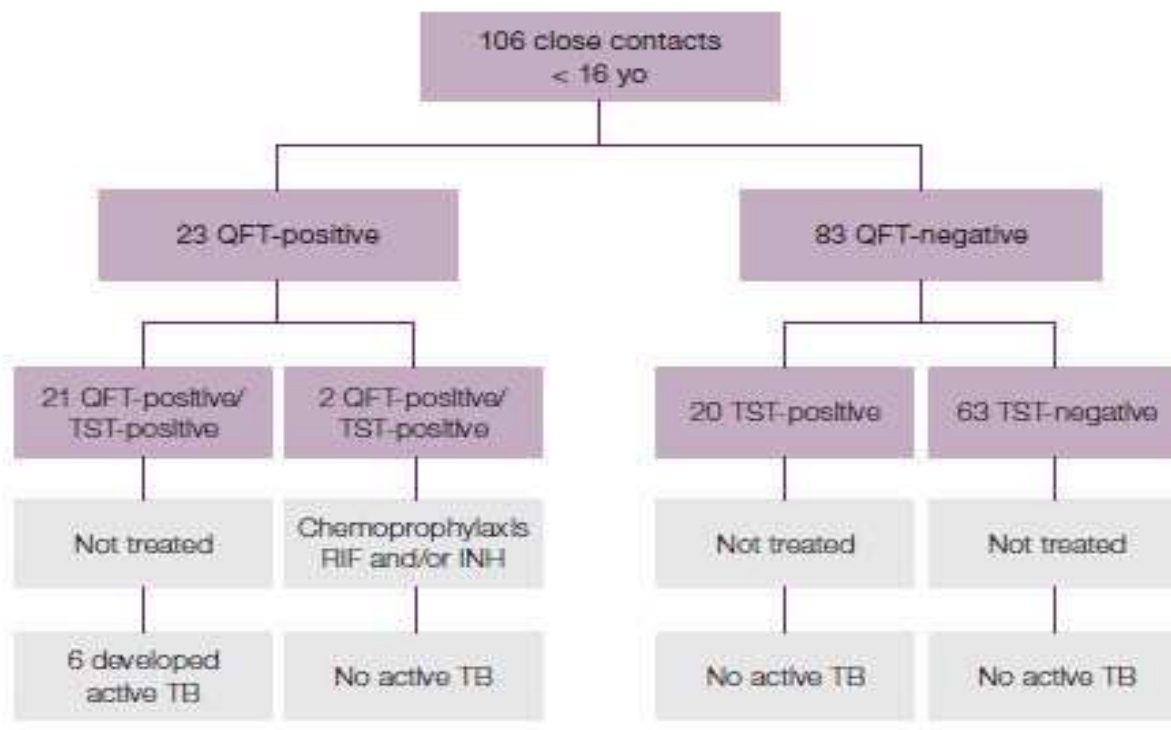 106 close contacts
< 16 yo
23 QFT-positive
83 QFT-negative
21 QFT-positive/
TST-positive
2 QFT-positive/
TST-positive
20 TST-positive
63 TST-negative
Not treated
Chemoprophylaxis
RIF and/or INH
Not treated
Not treated
6 developed
active TB
No active TB
No active TB
No active TB